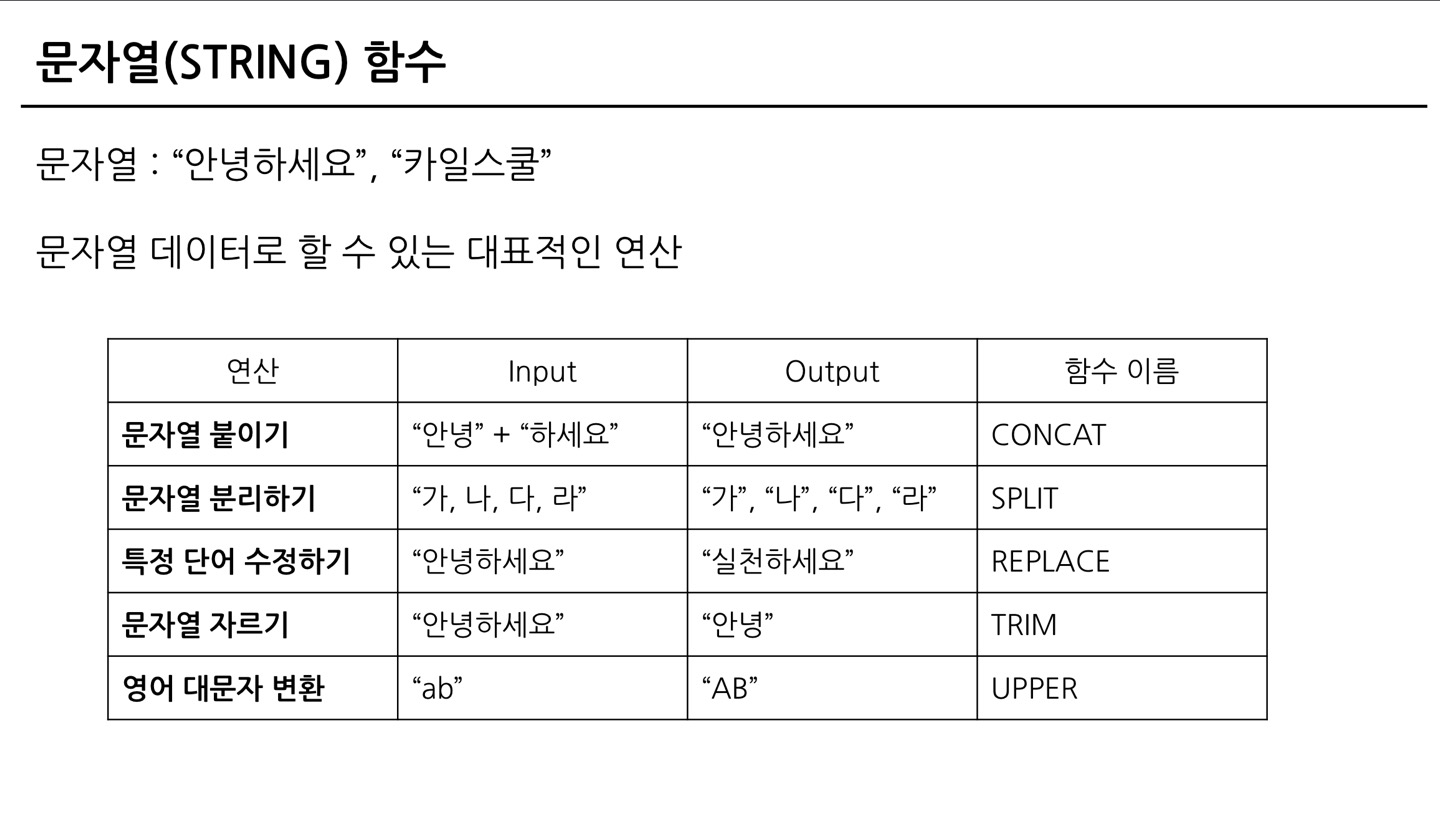 문자열(STRING) 함수
문자열 : “안녕하세요”, “카일스쿨”
문자열 데이터로 할 수 있는 대표적인 연산
연산 Input Output 함수 이름
문자열 붙이기 “안녕” + “하세요” “안녕하세요” CONCAT
문자열 분리하기 “가, 나, 다, 라” “가”, “나”, “다”, “라” SPLIT
특정 단어 수정하기 “안녕하세요” “실천하세요” REPLACE
문자열 자르기 “안녕하세요” “안녕” TRIM
영어 대문자 변환 “ab” “AB” UPPER